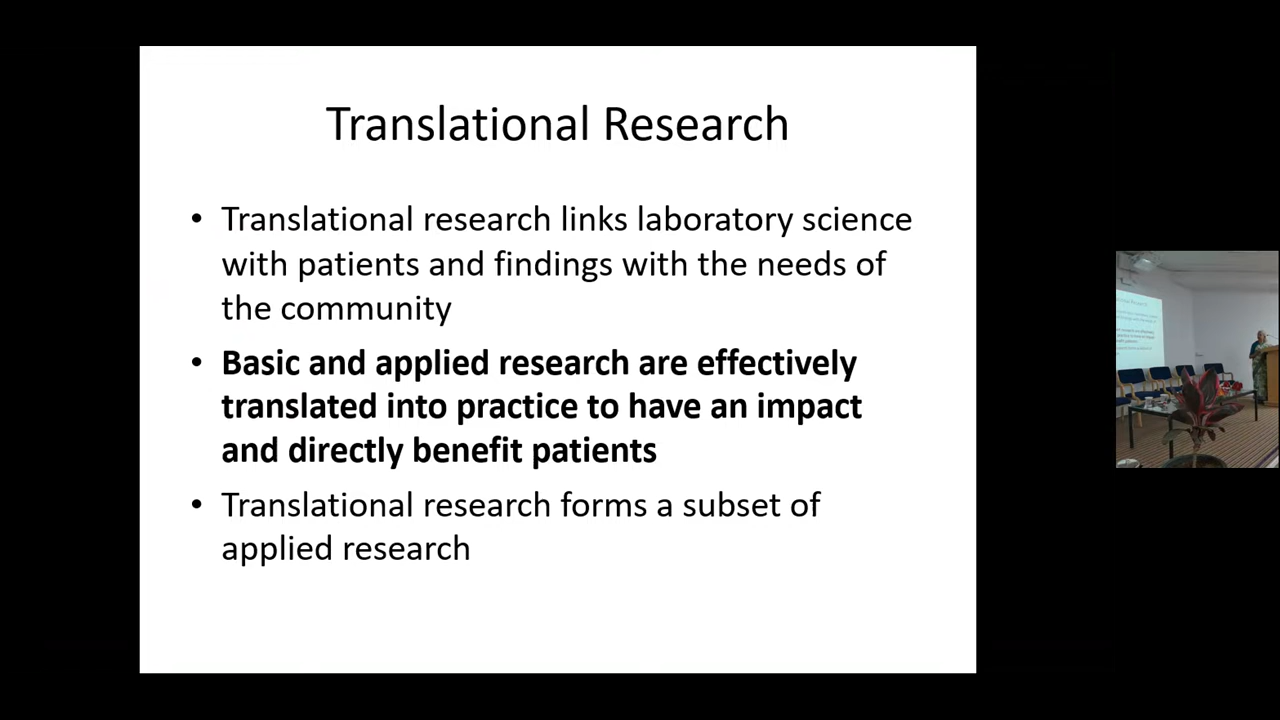 Translational Research
• Translational research links laboratory science
with patients and findings with the needs of
the community
• Basic and applied research are effectively
translated into practice to have an impact
and directly benefit patients
• Translational research forms a subset of
applied research